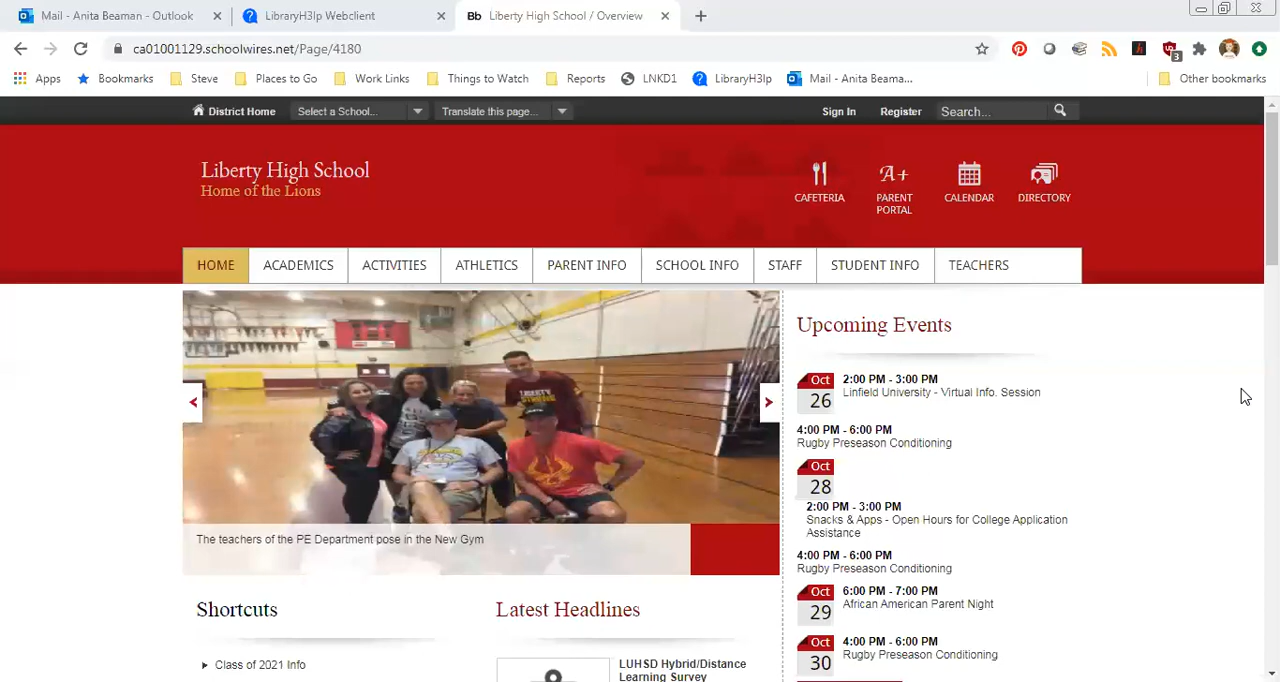 Mail - Anita Beaman - Outlook
LibraryH3lp Webclient
Bb Liberty High School / Overview
ca01001129.schoolwires.net/Page/4180
Apps
Bookmarks
Steve
Places to Go
Work Links
Things to Watch
Reports
LNKD1
LibraryH3lp
Mail - Anita Beama...
Other bookmarks
3
District Home
Select a School...
Translate this page...
Sign In
Register
Search...
Liberty High School
Home of the Lions
CAFETERIA
A+
PARENT
PORTAL
CALENDAR
DIRECTORY
HOME
ACADEMICS
ACTIVITIES
ATHLETICS
PARENT INFO
SCHOOL INFO
STAFF
STUDENT INFO
TEACHERS
The teachers of the PE Department pose in the New Gym
Shortcuts
Class of 2021 Info
Latest Headlines
LUHSD Hybrid/Distance
Learning Survey
Upcoming Events
Oct
26
2:00 PM - 3:00 PM
Linfield University - Virtual Info. Session
4:00 PM - 6:00 PM
Rugby Preseason Conditioning
Oct
28
2:00 PM - 3:00 PM
Snacks & Apps - Open Hours for College Application
Assistance
4:00 PM - 6:00 PM
Rugby Preseason Conditioning
Oct
29
6:00 PM - 7:00 PM
African American Parent Night
Oct
30
4:00 PM - 6:00 PM
Rugby Preseason Conditioning